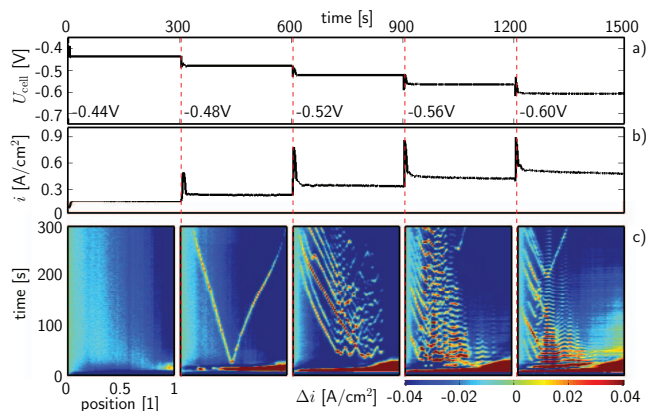 time [s]
0 300 600 900 1200 1500
-0.4
-0.5
-0.6
-0.7
U_cell [V]
a)
-0.44V -0.48V -0.52V -0.56V -0.60V
0.9
0.6
0.3
0
i [A/cm²]
b)
300
200
100
0
time [s]
c)
0 0.5 1
position [1]
Δi [A/cm²]
-0.04 -0.02 0 0.02 0.04